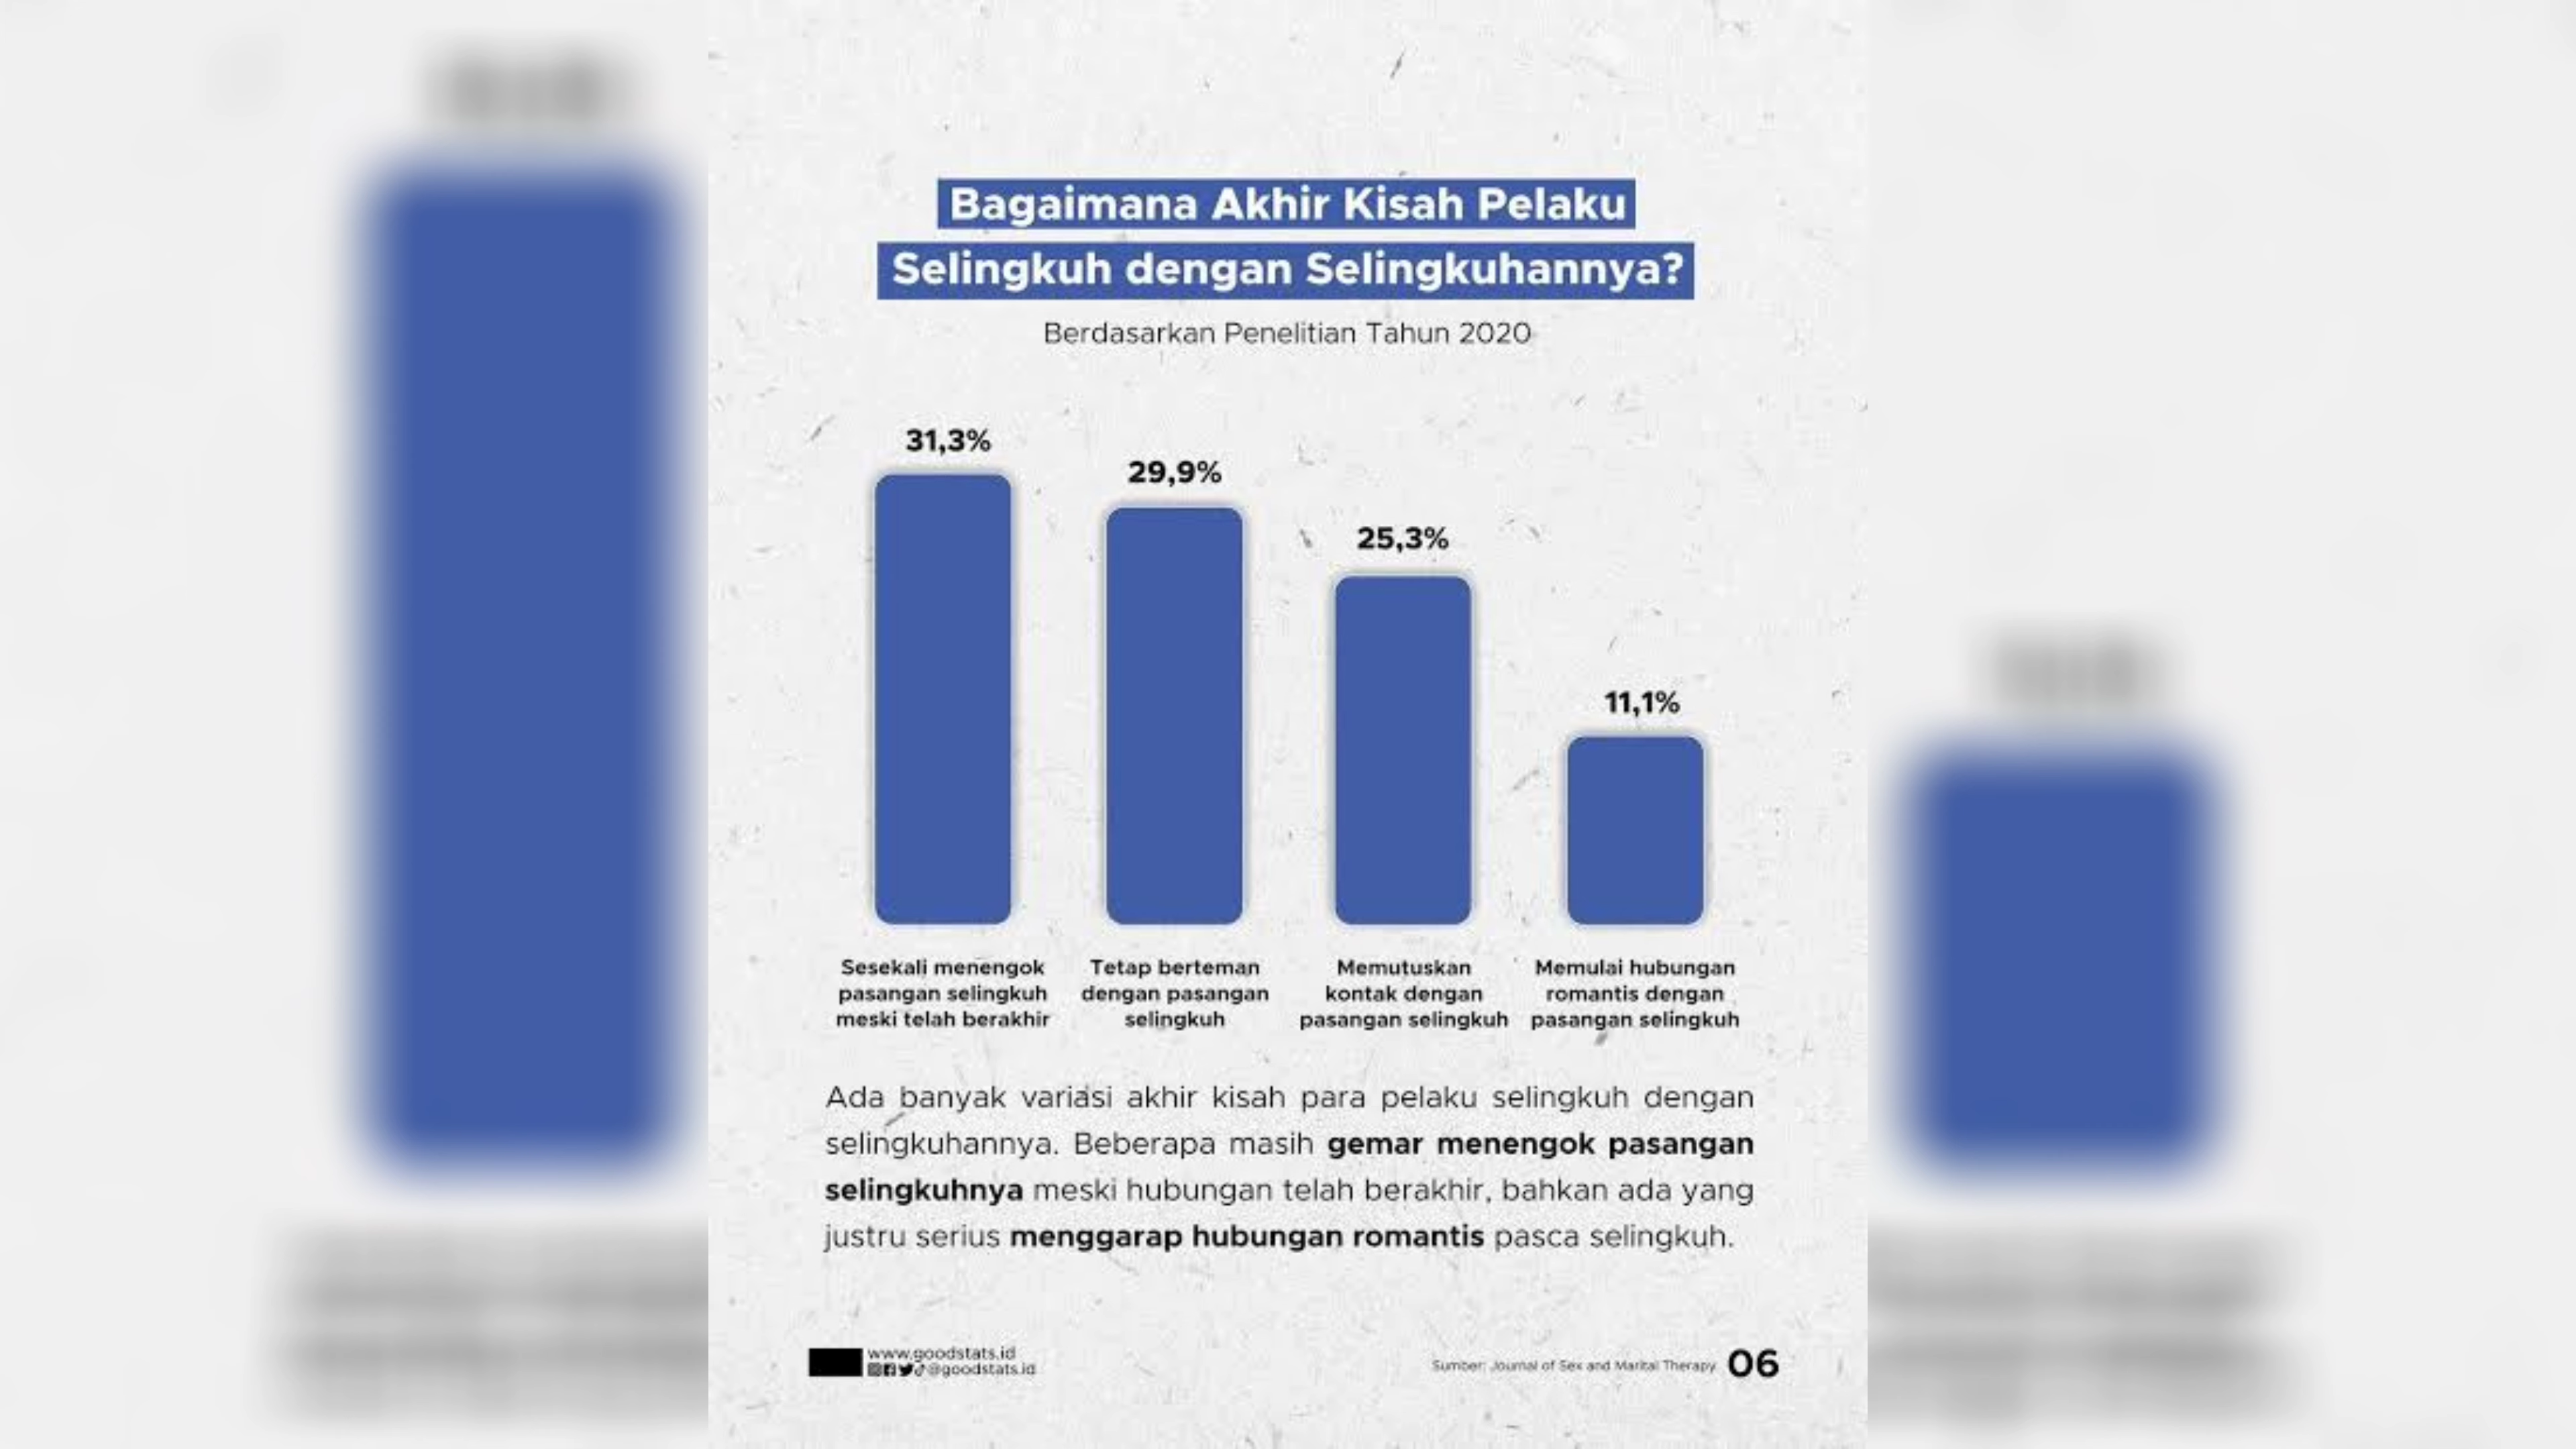 Bagaimana Akhir Kisah Pelaku
Selingkuh dengan Selingkuhannya?
Berdasarkan Penelitian Tahun 2020
31,3%
29,9%
25,3%
11,1%
Sesekali menengok
pasangan selingkuh
meski telah berakhir
Tetap berteman
dengan pasangan
selingkuh
Memutuskan
kontak dengan
pasangan selingkuh
Memulai hubungan
romantis dengan
pasangan selingkuh
Ada banyak variasi akhir kisah para pelaku selingkuh dengan
selingkuhannya. Beberapa masih gemar menengok pasangan
selingkuhnya meski hubungan telah berakhir, bahkan ada yang
justru serius menggarap hubungan romantis pasca selingkuh.
www.goodstats.id
@goodstats.id
Sumber: Journal of Sex and Marital Therapy
06